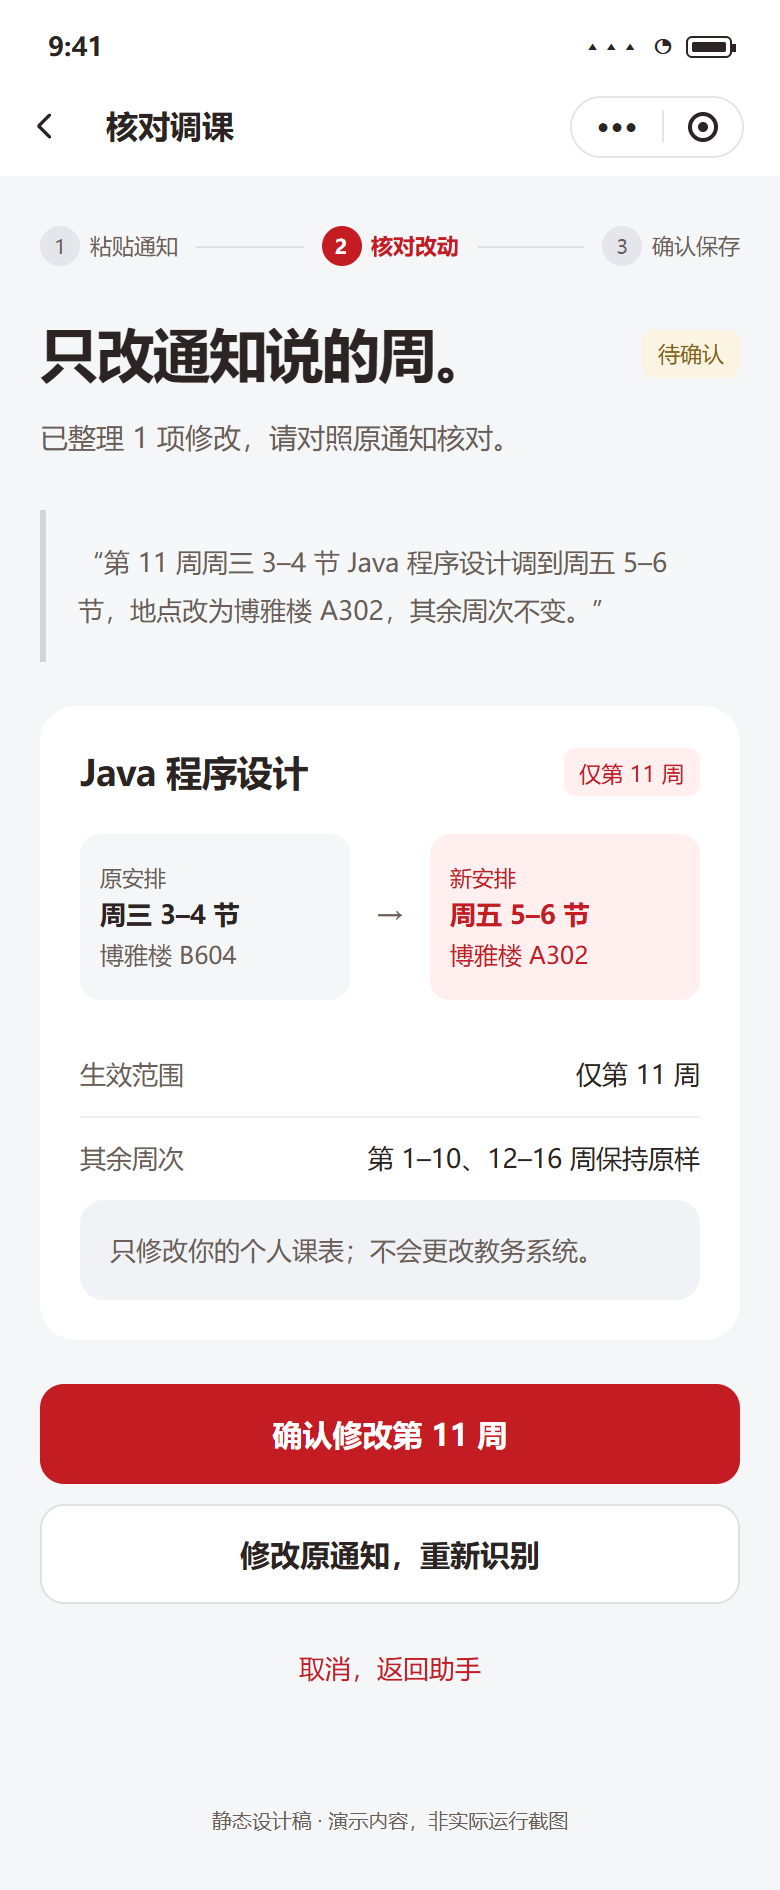 9:41
核对调课
1 粘贴通知
2 核对改动
3 确认保存
只改通知说的周。
待确认
已整理 1 项修改，请对照原通知核对。
“第 11 周周三 3–4 节 Java 程序设计调到周五 5–6
节，地点改为博雅楼 A302，其余周次不变。”
Java 程序设计
仅第 11 周
原安排
周三 3–4 节
博雅楼 B604
→
新安排
周五 5–6 节
博雅楼 A302
生效范围
仅第 11 周
其余周次
第 1–10、12–16 周保持原样
只修改你的个人课表；不会更改教务系统。
确认修改第 11 周
修改原通知，重新识别
取消，返回助手
静态设计稿 · 演示内容，非实际运行截图